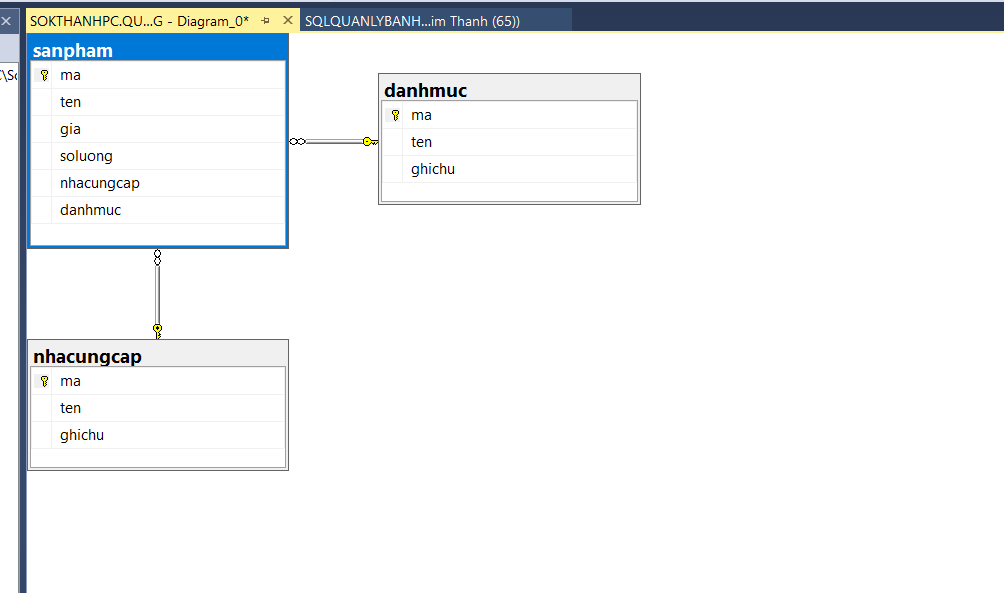 SOKTHANHPC.QU...G - Diagram_0*
SQLQUANLYBANH...im Thanh (65))
sanpham
ma
ten
gia
soluong
nhacungcap
danhmuc
danhmuc
ma
ten
ghichu
nhacungcap
ma
ten
ghichu